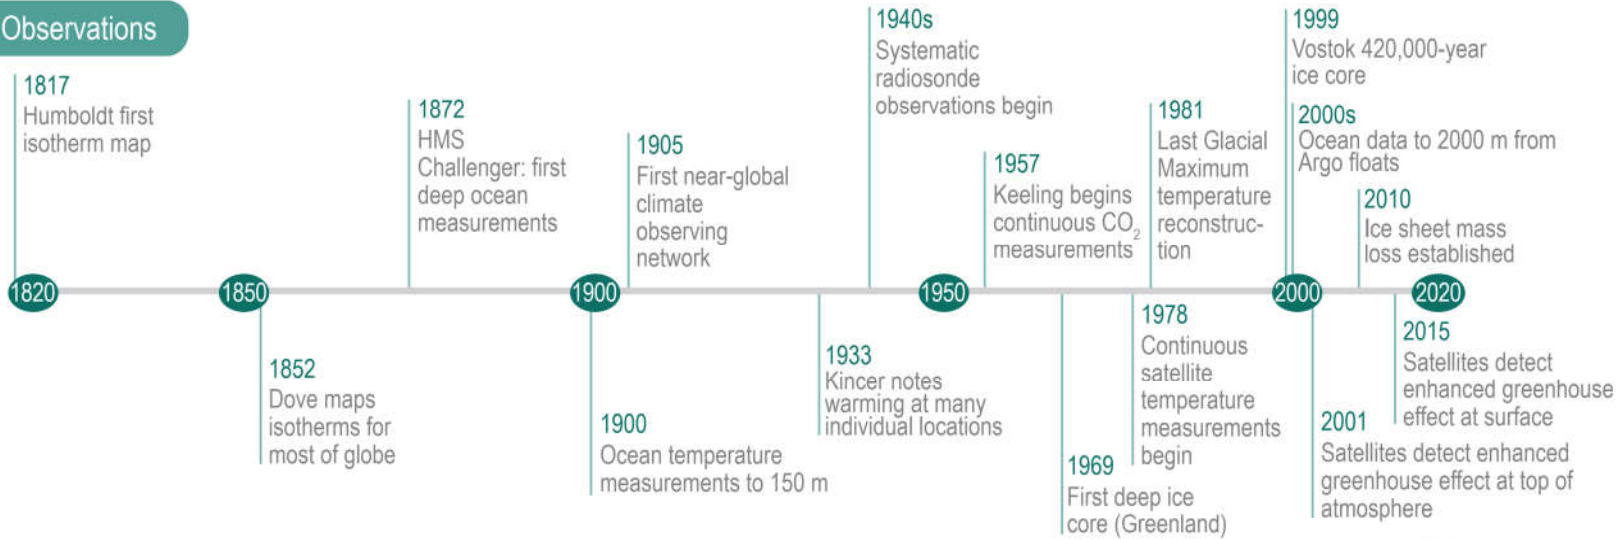 Observations
1817
Humboldt first
isotherm map
1872
HMS
Challenger: first
deep ocean
measurements
1905
First near-global
climate
observing
network
1940s
Systematic
radiosonde
observations begin
1957
Keeling begins
continuous CO₂
measurements
1981
Last Glacial
Maximum
temperature
reconstruc-
tion
1999
Vostok 420,000-year
ice core
2000s
Ocean data to 2000 m from
Argo floats
2010
Ice sheet mass
loss established
1820
1850
1900
1950
2000
2020
1852
Dove maps
isotherms for
most of globe
1900
Ocean temperature
measurements to 150 m
1933
Kincer notes
warming at many
individual locations
1969
First deep ice
core (Greenland)
1978
Continuous
satellite
temperature
measurements
begin
2001
Satellites detect enhanced
greenhouse effect at top of
atmosphere
2015
Satellites detect
enhanced greenhouse
effect at surface